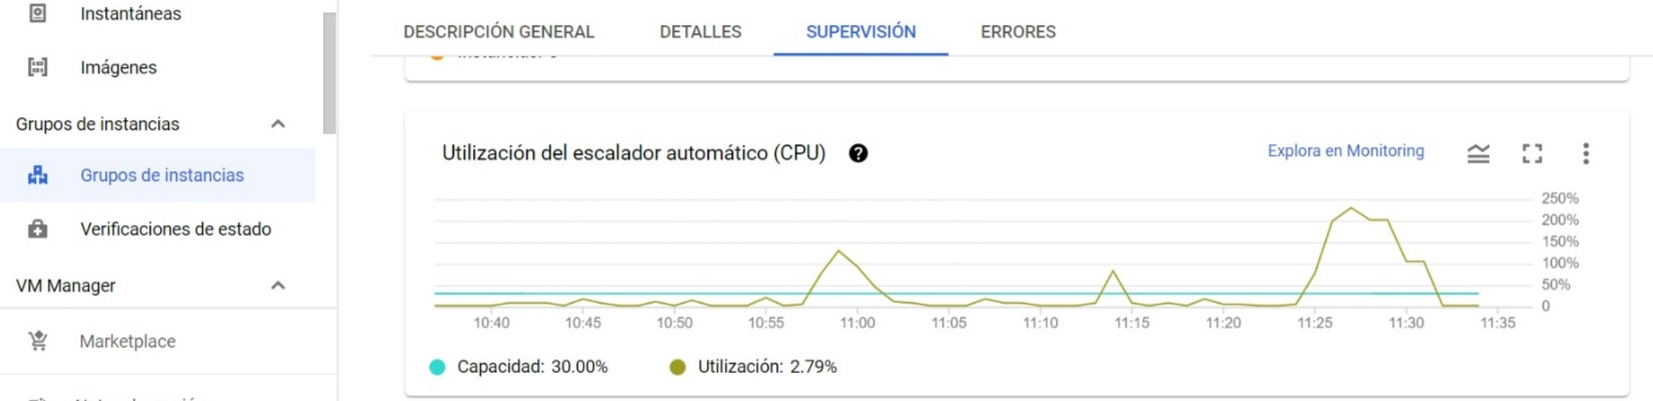 Instantáneas
Imágenes
Grupos de instancias
Grupos de instancias
Verificaciones de estado
VM Manager
Marketplace
DESCRIPCIÓN GENERAL DETALLES SUPERVISIÓN ERRORES
Utilización del escalador automático (CPU) ? Explora en Monitoring
250%
200%
150%
100%
50%
0
10:40 10:45 10:50 10:55 11:00 11:05 11:10 11:15 11:20 11:25 11:30 11:35
Capacidad: 30.00% Utilización: 2.79%